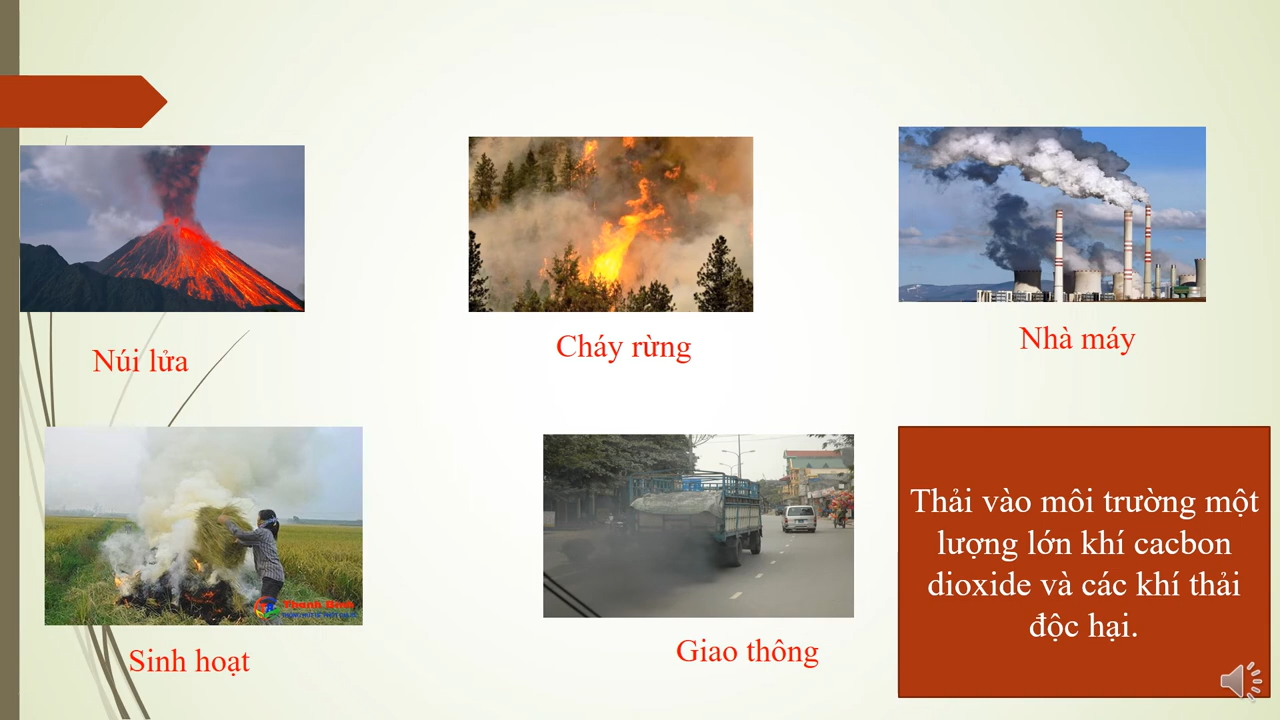 Núi lửa
Cháy rừng
Nhà máy
Sinh hoạt
Giao thông
Thải vào môi trường một
lượng lớn khí cacbon
dioxide và các khí thải
độc hại.